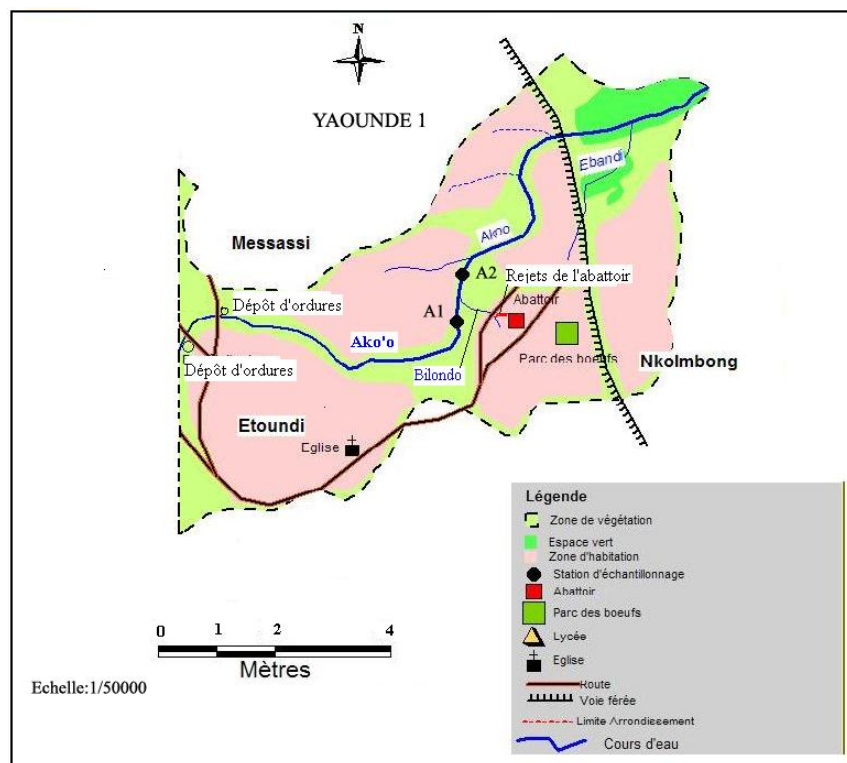 N
YAOUNDE 1
Ebandi
Akno
Messassi
A2
Rejets de l'abattoir
Dépôt d'ordures
A1
Abattoir
Ako'o
Parc des boeufs
Nkolmbong
Dépôt d'ordures
Bilondo
Etoundi
Eglise
Légende
Zone de végétation
Espace vert
Zone d'habitation
Station d'échantillonnage
Abattoir
Parc des boeufs
Lycée
Eglise
Route
Voie férée
Limite Arrondissement
Cours d'eau
0 1 2 4
Mètres
Echelle:1/50000